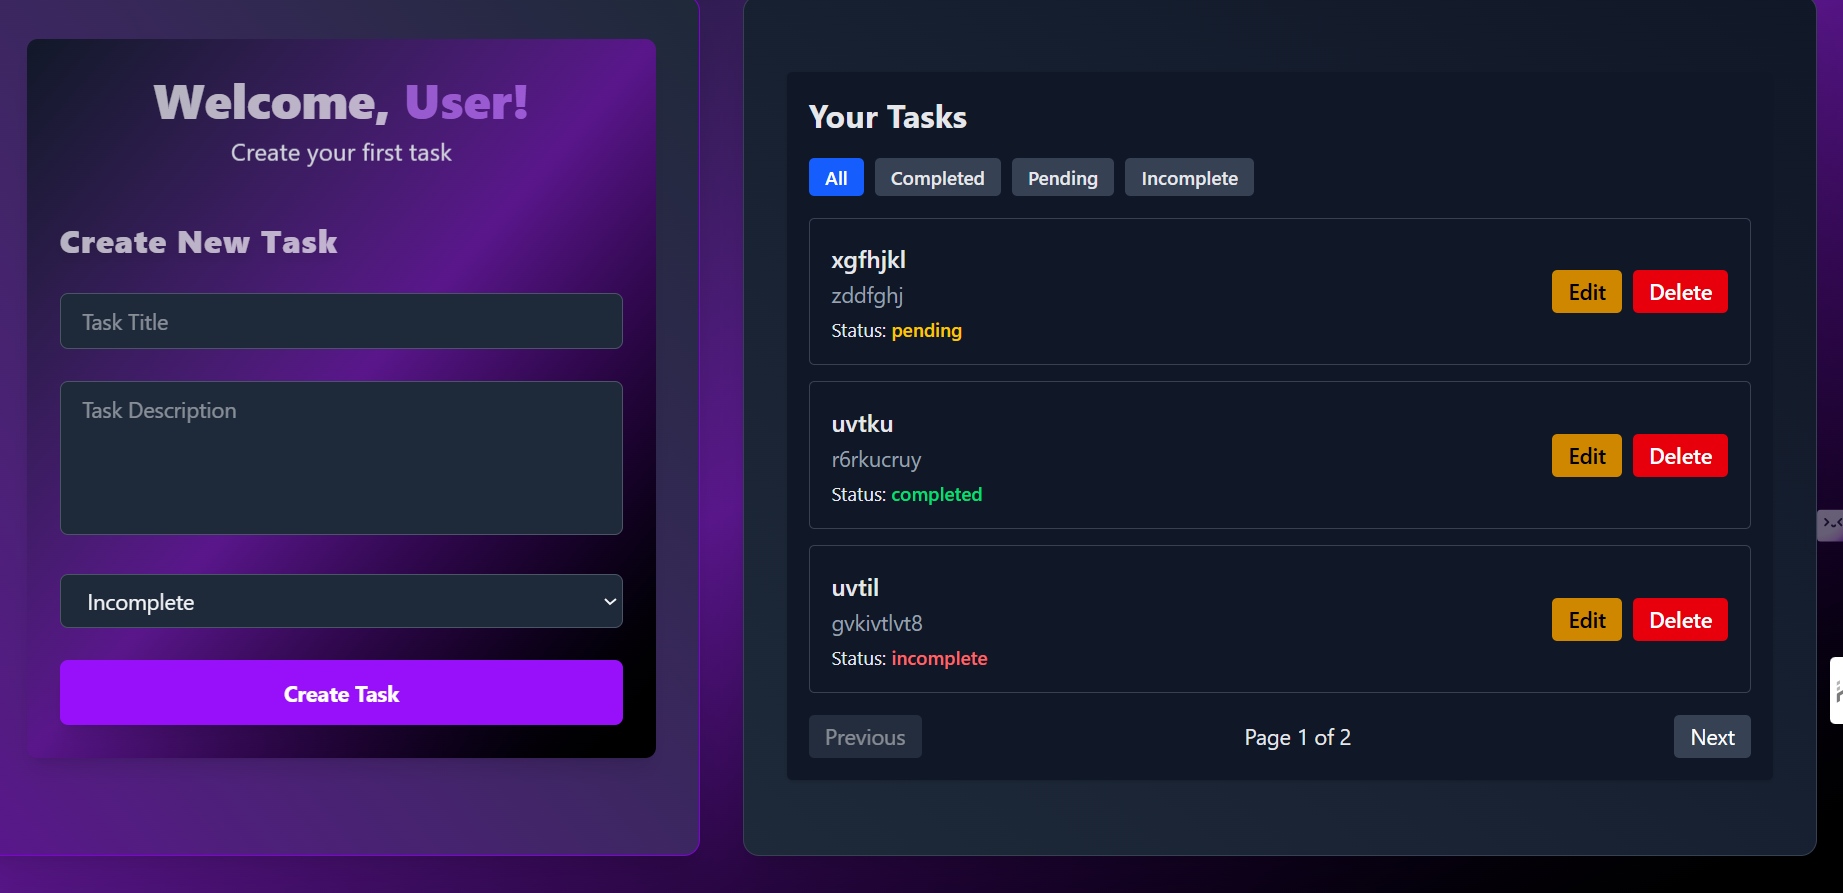 Welcome, User!
Create your first task
Create New Task
Task Title
Task Description
Incomplete
Create Task
Your Tasks
All
Completed
Pending
Incomplete
xgfhjkl
zddfghj
Status: pending
Edit
Delete
uvtku
r6rkucruy
Status: completed
Edit
Delete
uvtil
gvkivtlvt8
Status: incomplete
Edit
Delete
Previous
Page 1 of 2
Next